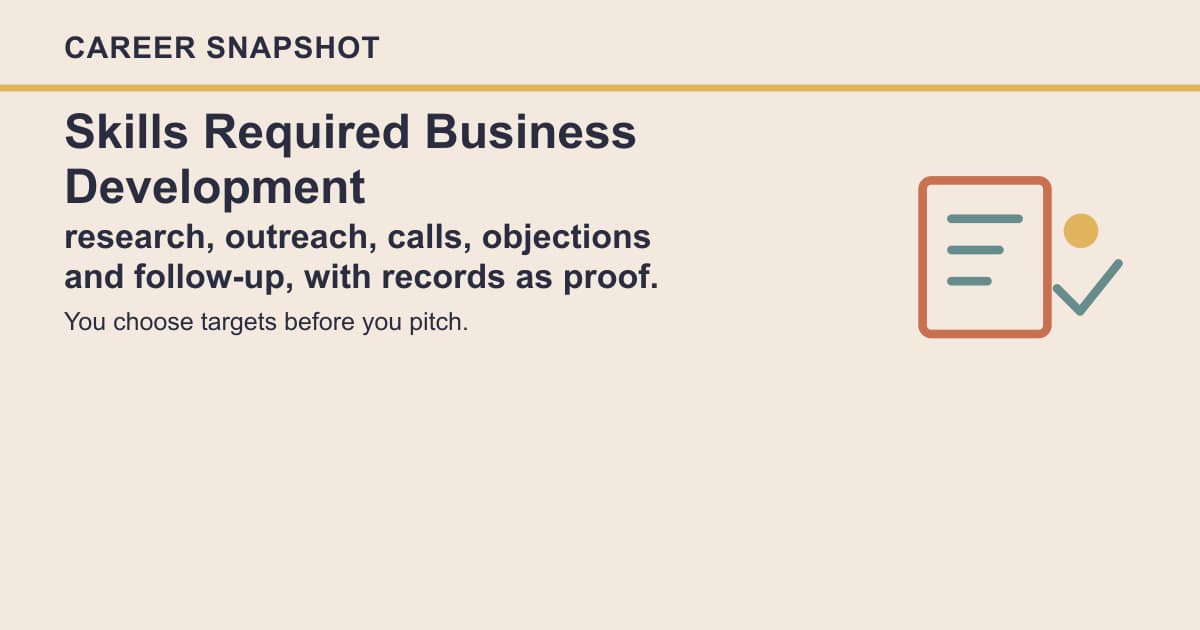 CAREER SNAPSHOT
Skills Required Business
Development
research, outreach, calls, objections
and follow-up, with records as proof.
You choose targets before you pitch.